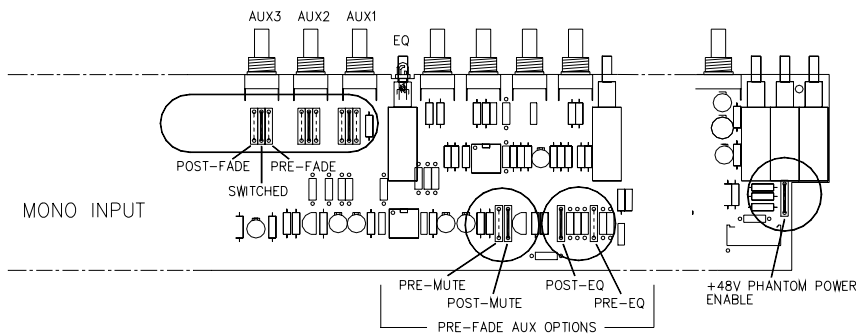 AUX3 AUX2 AUX1
EQ
POST-FADE PRE-FADE
SWITCHED
MONO INPUT
PRE-MUTE POST-EQ
POST-MUTE PRE-EQ
+48V PHANTOM POWER
ENABLE
PRE-FADE AUX OPTIONS